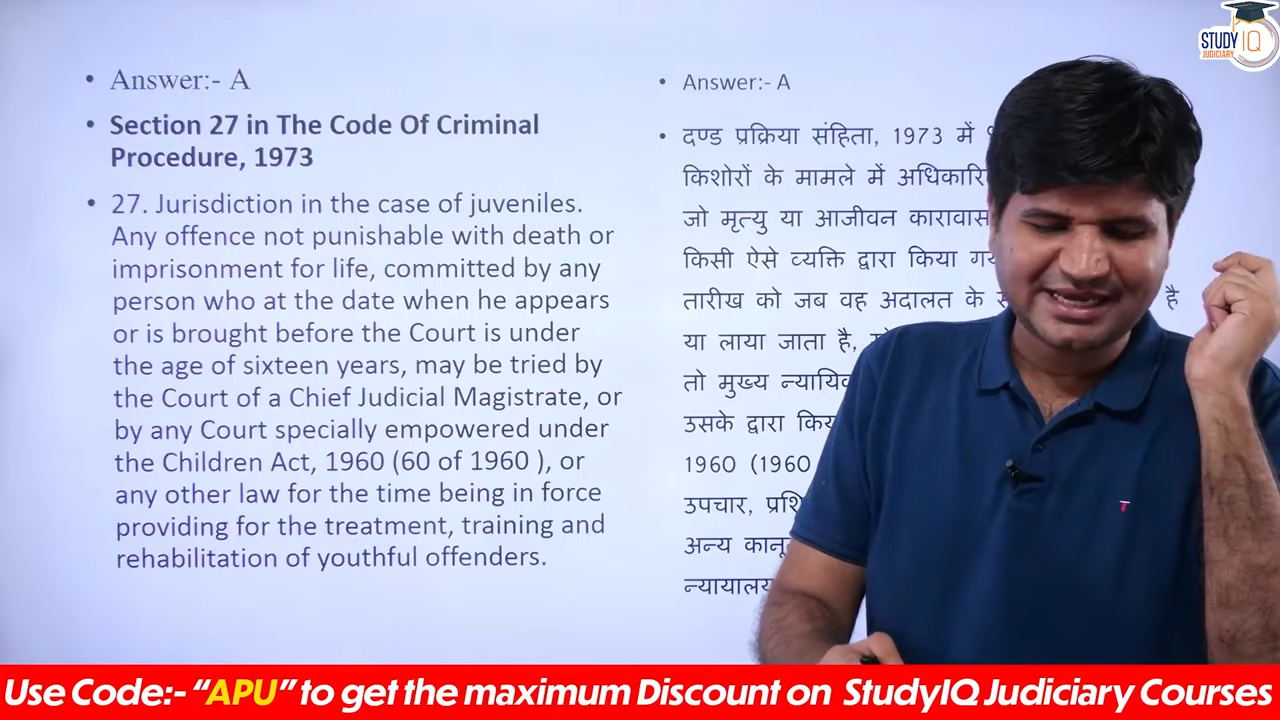 • Answer:- A
• Section 27 in The Code Of Criminal
Procedure, 1973
• 27. Jurisdiction in the case of juveniles.
Any offence not punishable with death or
imprisonment for life, committed by any
person who at the date when he appears
or is brought before the Court is under
the age of sixteen years, may be tried by
the Court of a Chief Judicial Magistrate, or
by any Court specially empowered under
the Children Act, 1960 (60 of 1960 ), or
any other law for the time being in force
providing for the treatment, training and
rehabilitation of youthful offenders.
• Answer:- A
• दण्ड प्रक्रिया संहिता, 1973 में
किशोरों के मामले में
जो मृत्यु या आजीवन कारावास
किसी ऐसे व्यक्ति द्वारा किया
तारीख को जब वह अदालत के है
या लाया जाता है,
तो मुख्य
उसके द्वारा
1960 (1960
उपचार,
अन्य
STUDY IQ
JUDICIARY
Use Code:- “APU” to get the maximum Discount on StudyIQ Judiciary Courses